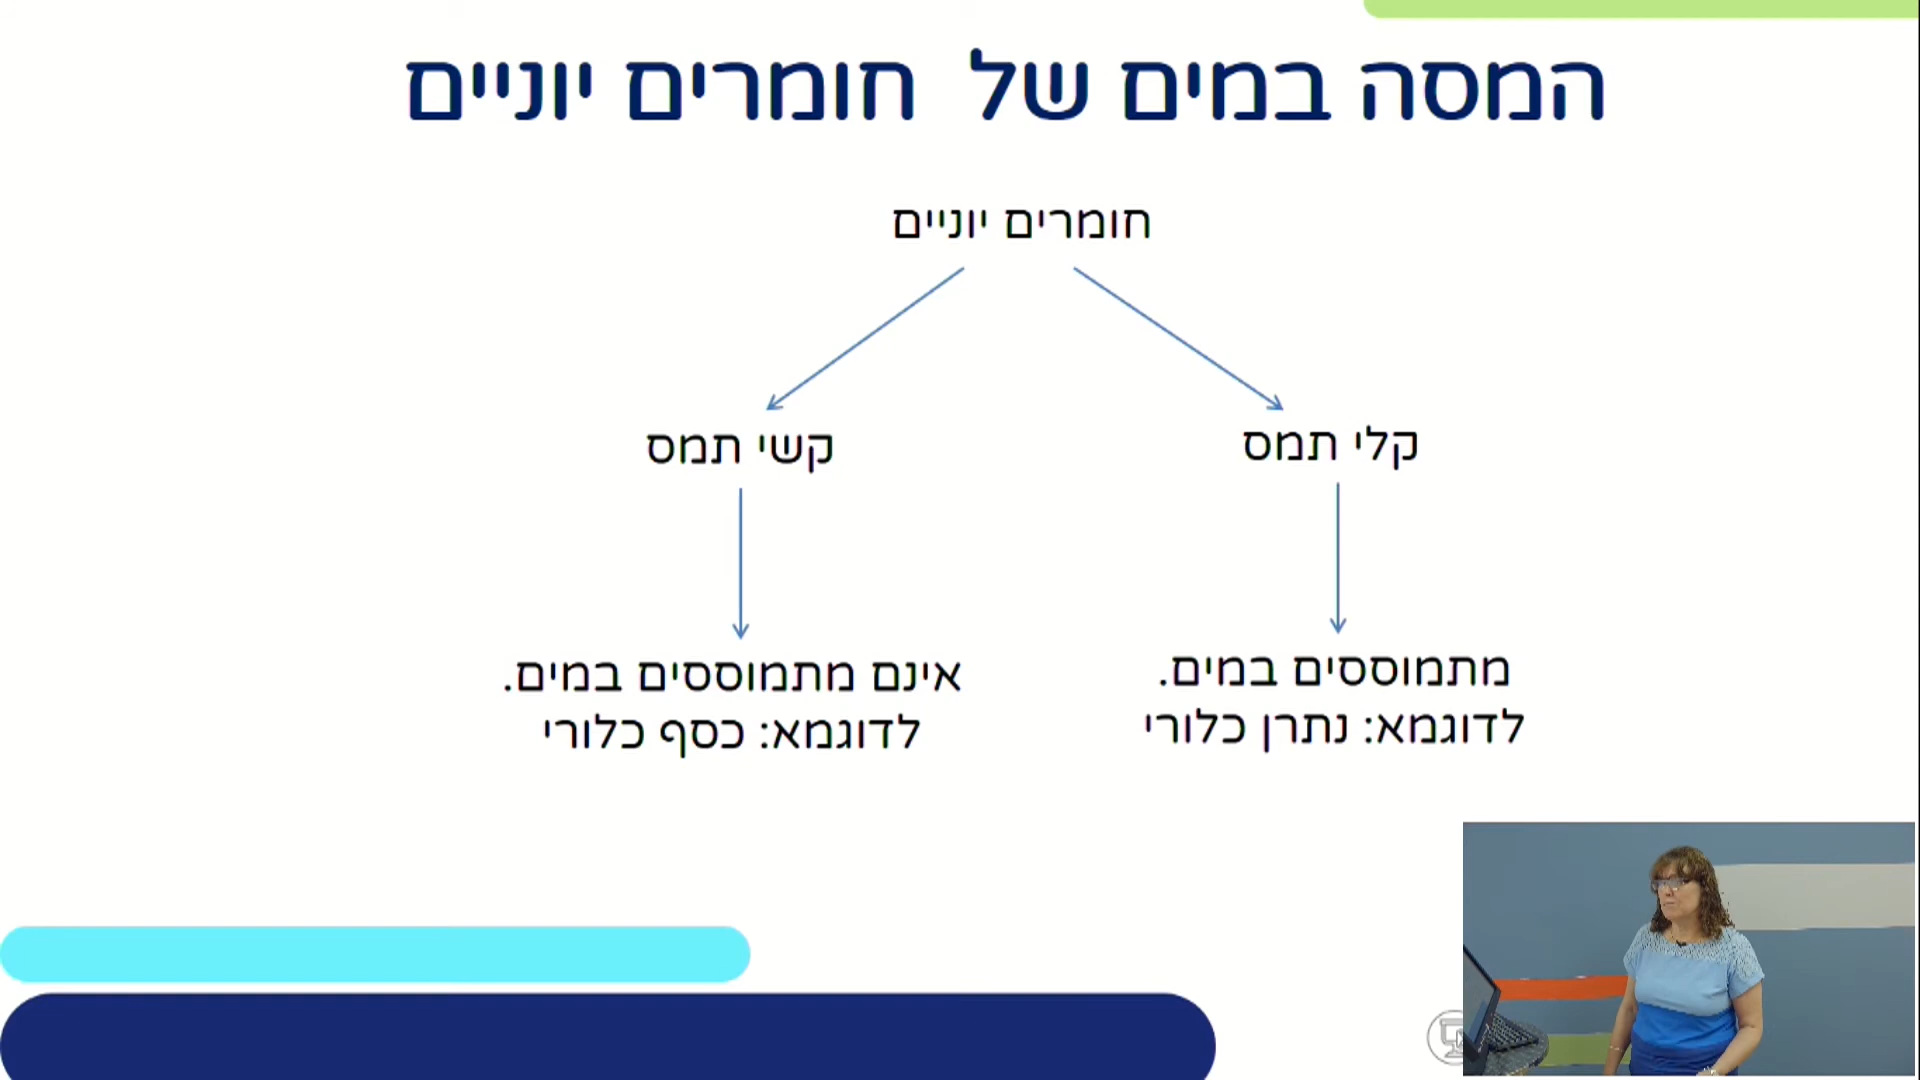 המסה במים של חומרים יוניים
חומרים יוניים
קלי תמס
קשי תמס
מתמוססים במים.
לדוגמא: נתרן כלורי
אינם מתמוססים במים.
לדוגמא: כסף כלורי